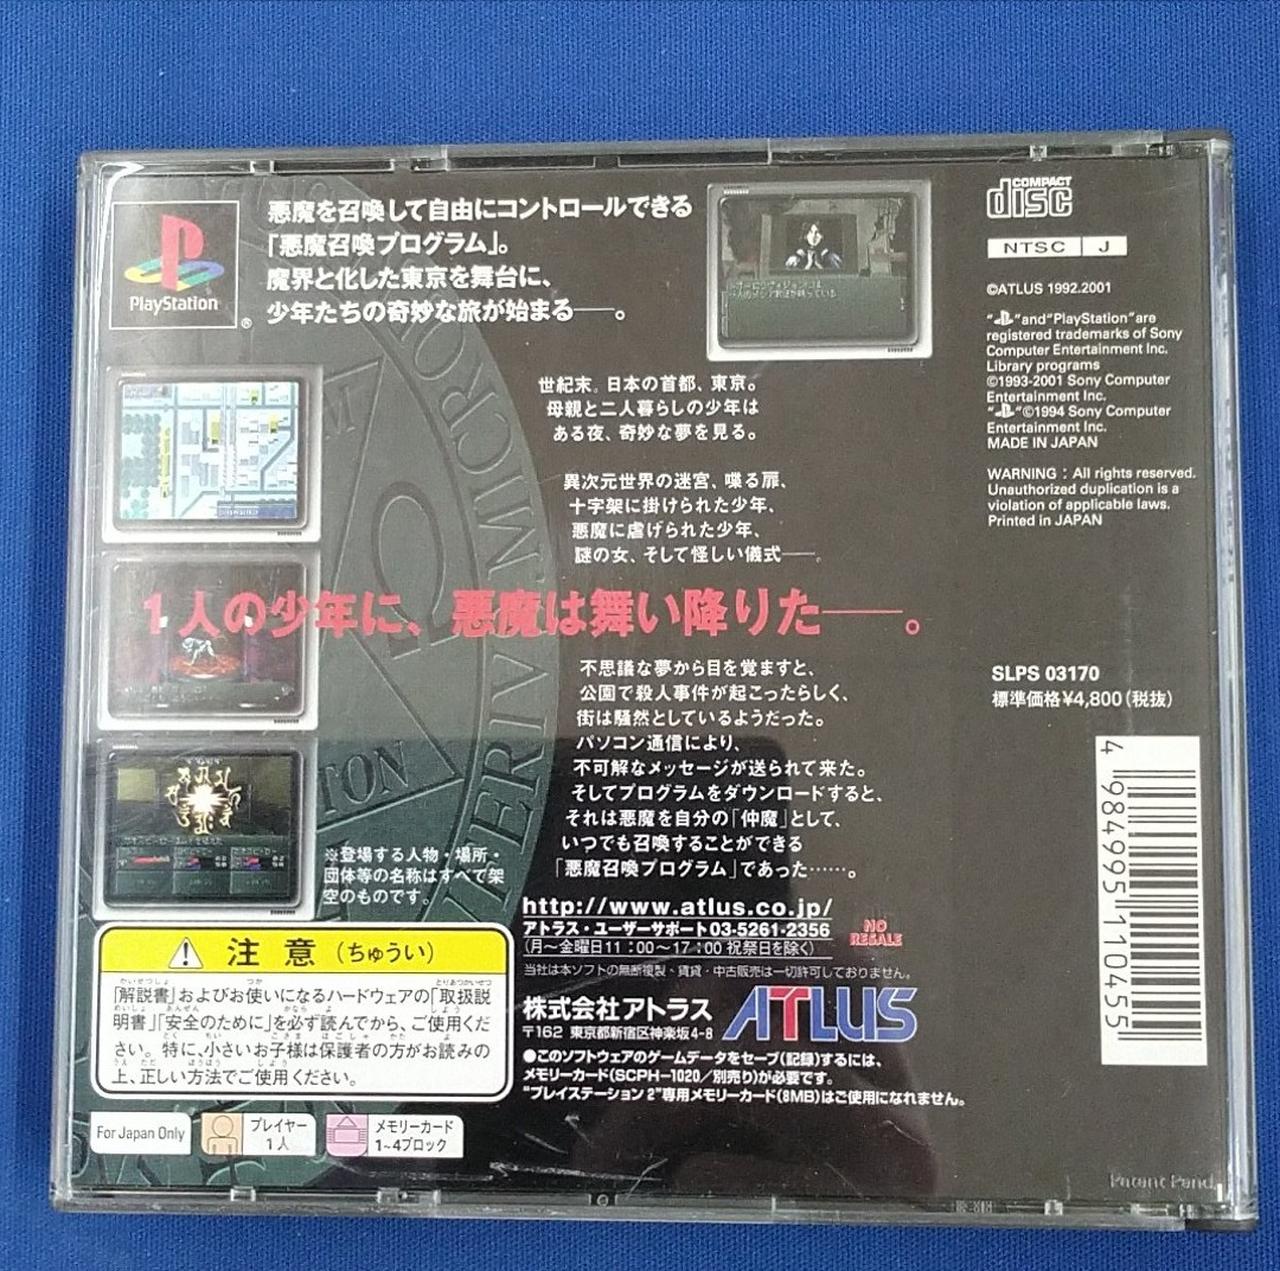 悪魔を召喚して自由にコントロールできる
「悪魔召喚プログラム」。
魔界と化した東京を舞台に、
少年たちの奇妙な旅が始まる──。
PlayStation
®
COMPACT
disc
NTSC J
©ATLUS 1992.2001
"PS"and"PlayStation"are
registered trademarks of Sony
Computer Entertainment Inc.
Library programs
©1993-2001 Sony Computer
Entertainment Inc.
"PS"©1994 Sony Computer
Entertainment Inc.
MADE IN JAPAN
WARNING : All rights reserved.
Unauthorized duplication is a
violation of applicable laws.
Printed in JAPAN
世紀末。日本の首都、東京。
母親と二人暮らしの少年は
ある夜、奇妙な夢を見る。
異次元世界の迷宮、喋る扉、
十字架に掛けられた少年、
悪魔に虐げられた少年、
謎の女、そして怪しい儀式──。
1人の少年に、悪魔は舞い降りた──。
不思議な夢から目を覚ますと、
公園で殺人事件が起こったらしく、
街は騒然としているようだった。
パソコン通信により、
不可解なメッセージが送られて来た。
そしてプログラムをダウンロードすると、
それは悪魔を自分の「仲魔」として、
いつでも召喚することができる
「悪魔召喚プログラム」であった……。
SLPS 03170
標準価格¥4,800(税抜)
4 984995 110455
※登場する人物・場所・
団体等の名称はすべて架
空のものです。
http://www.atlus.co.jp/
アトラス・ユーザーサポート03-5261-2356
(月〜金曜日11:00〜17:00 祝祭日を除く)
NO
RESALE
当社は本ソフトの無断複製・賃貸・中古販売は一切許可しておりません。
株式会社アトラス
〒162 東京都新宿区神楽坂4-8
ATLUS
●このソフトウェアのゲームデータをセーブ(記録)するには、
メモリーカード(SCPH-1020/別売り)が必要です。
"プレイステーション 2"専用メモリーカード(8MB)はご使用になれません。
注意(ちゅうい)
「解説書」およびお使いになるハードウェアの「取扱説
明書」「安全のために」を必ず読んでから、ご使用くだ
さい。特に、小さいお子様は保護者の方がお読みの
上、正しい方法でご使用ください。
For Japan Only
プレイヤー
1人
メモリーカード
1~4ブロック
Patent Pend.